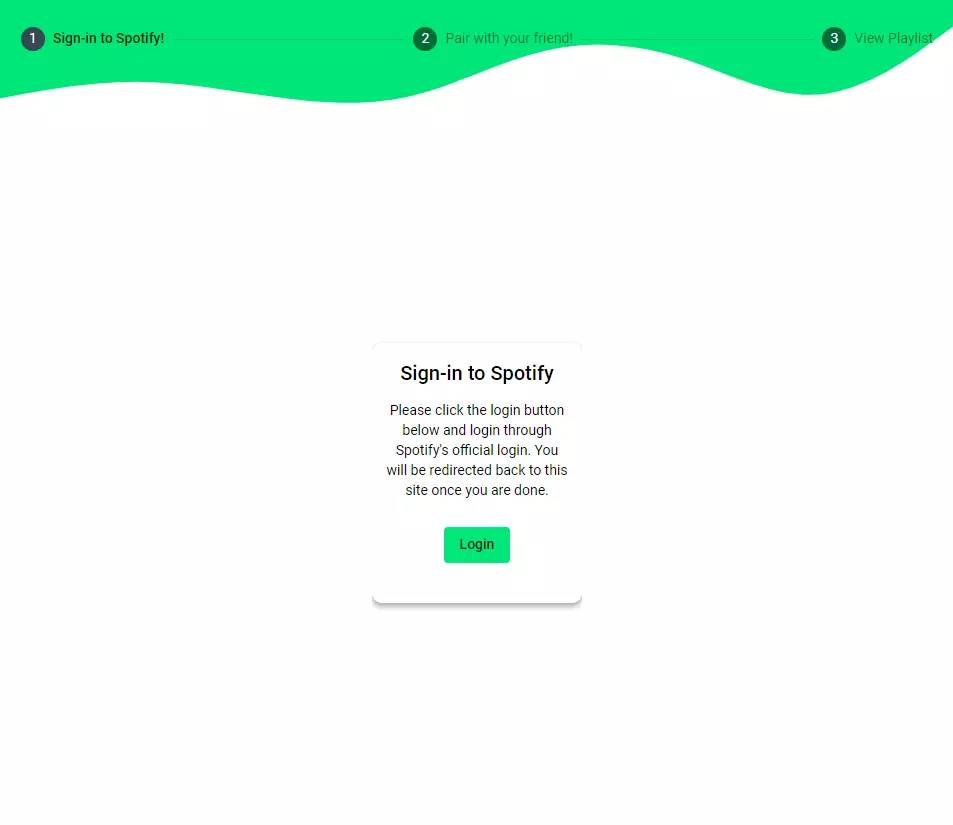 1 Sign-in to Spotify! 2 Pair with your friend! 3 View Playlist
Sign-in to Spotify
Please click the login button
below and login through
Spotify's official login. You
will be redirected back to this
site once you are done.
Login